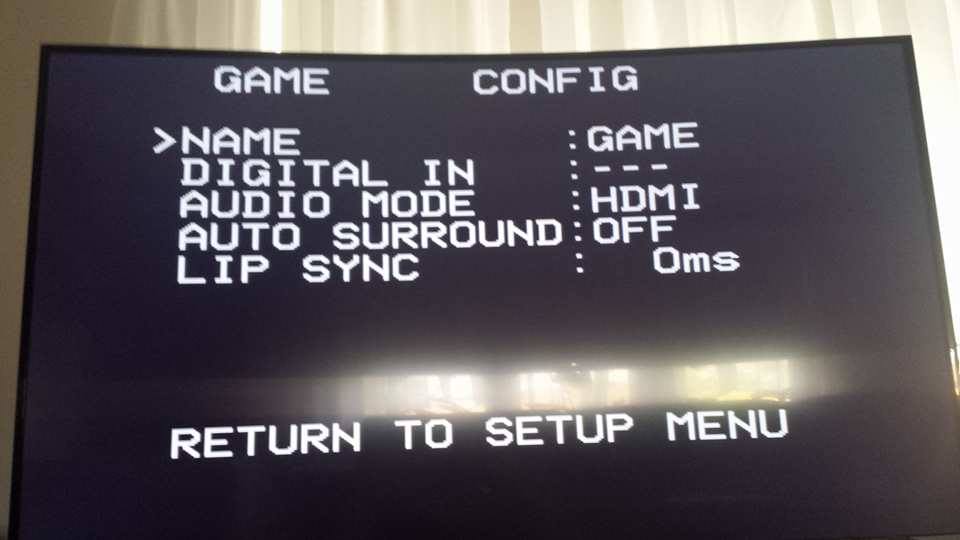 GAME CONFIG
>NAME :GAME
DIGITAL IN :---
AUDIO MODE :HDMI
AUTO SURROUND:OFF
LIP SYNC : 0ms
RETURN TO SETUP MENU